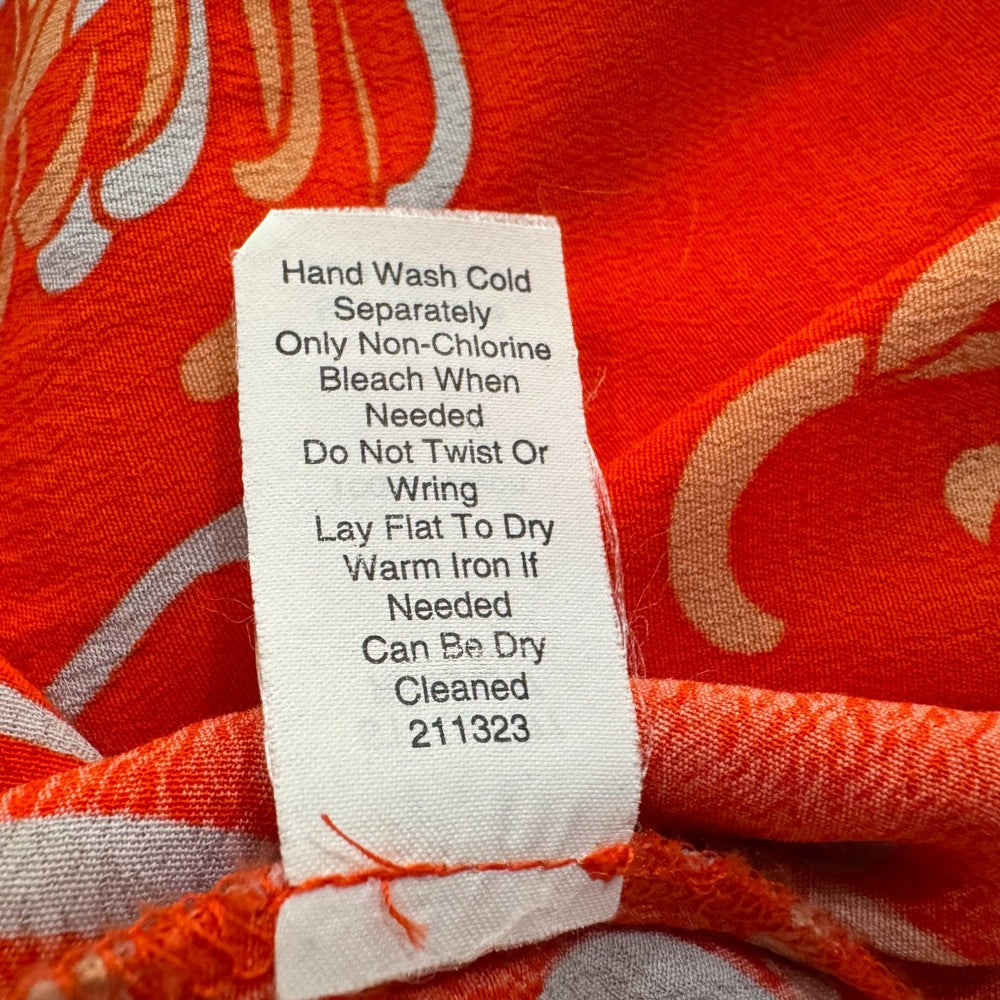 Hand Wash Cold
Separately
Only Non-Chlorine
Bleach When
Needed
Do Not Twist Or
Wring
Lay Flat To Dry
Warm Iron If
Needed
Can Be Dry
Cleaned
211323